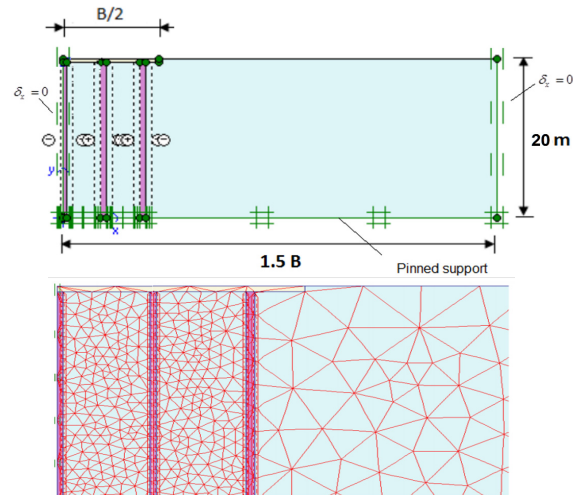 B/2
δx = 0
δx = 0
20 m
y
x
1.5 B
Pinned support